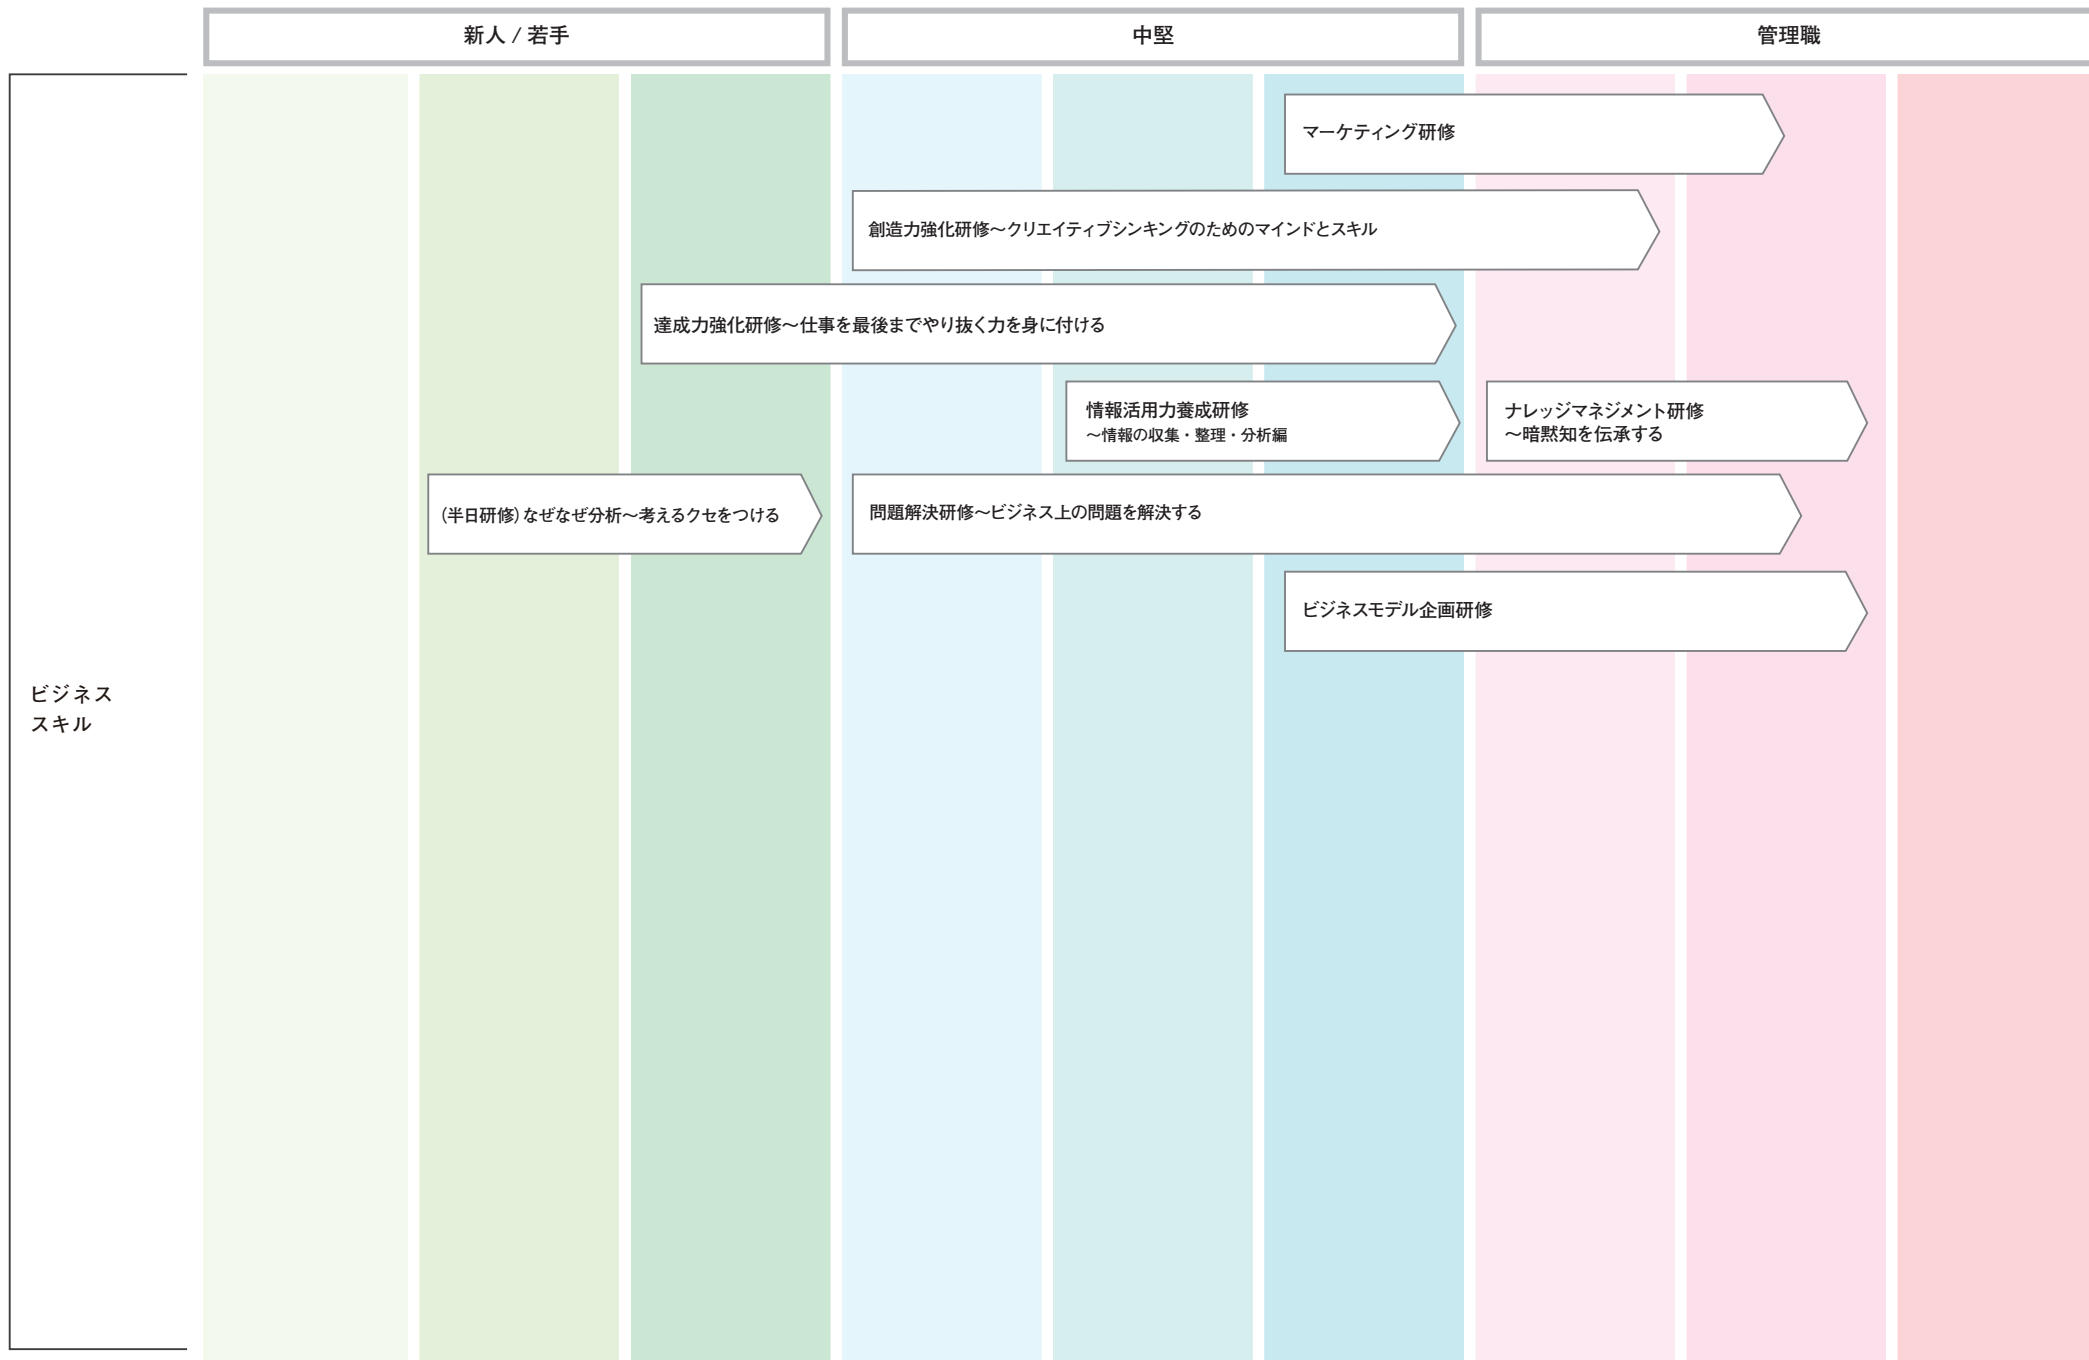 新人 / 若手
中堅
管理職
マーケティング研修
創造力強化研修～クリエイティブシンキングのためのマインドとスキル
達成力強化研修～仕事を最後までやり抜く力を身に付ける
情報活用力養成研修
～情報の収集・整理・分析編
ナレッジマネジメント研修
～暗黙知を伝承する
(半日研修) なぜなぜ分析～考えるクセをつける
問題解決研修～ビジネス上の問題を解決する
ビジネスモデル企画研修
ビジネス
スキル